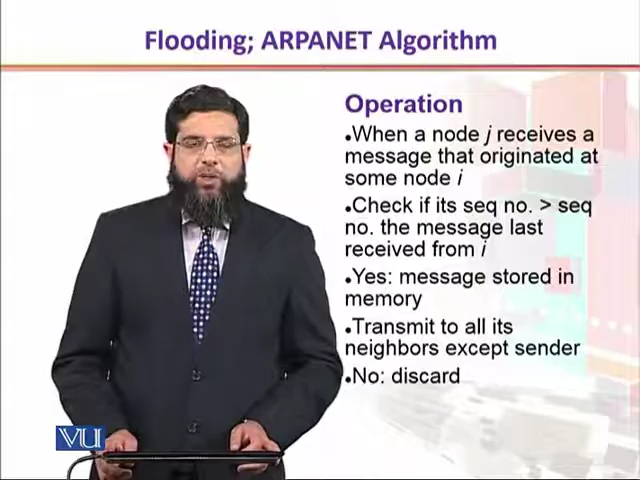 Flooding; ARPANET Algorithm
Operation
•When a node j receives a
message that originated at
some node i
•Check if its seq no. > seq
no. the message last
received from i
•Yes: message stored in
memory
•Transmit to all its
neighbors except sender
•No: discard
VU